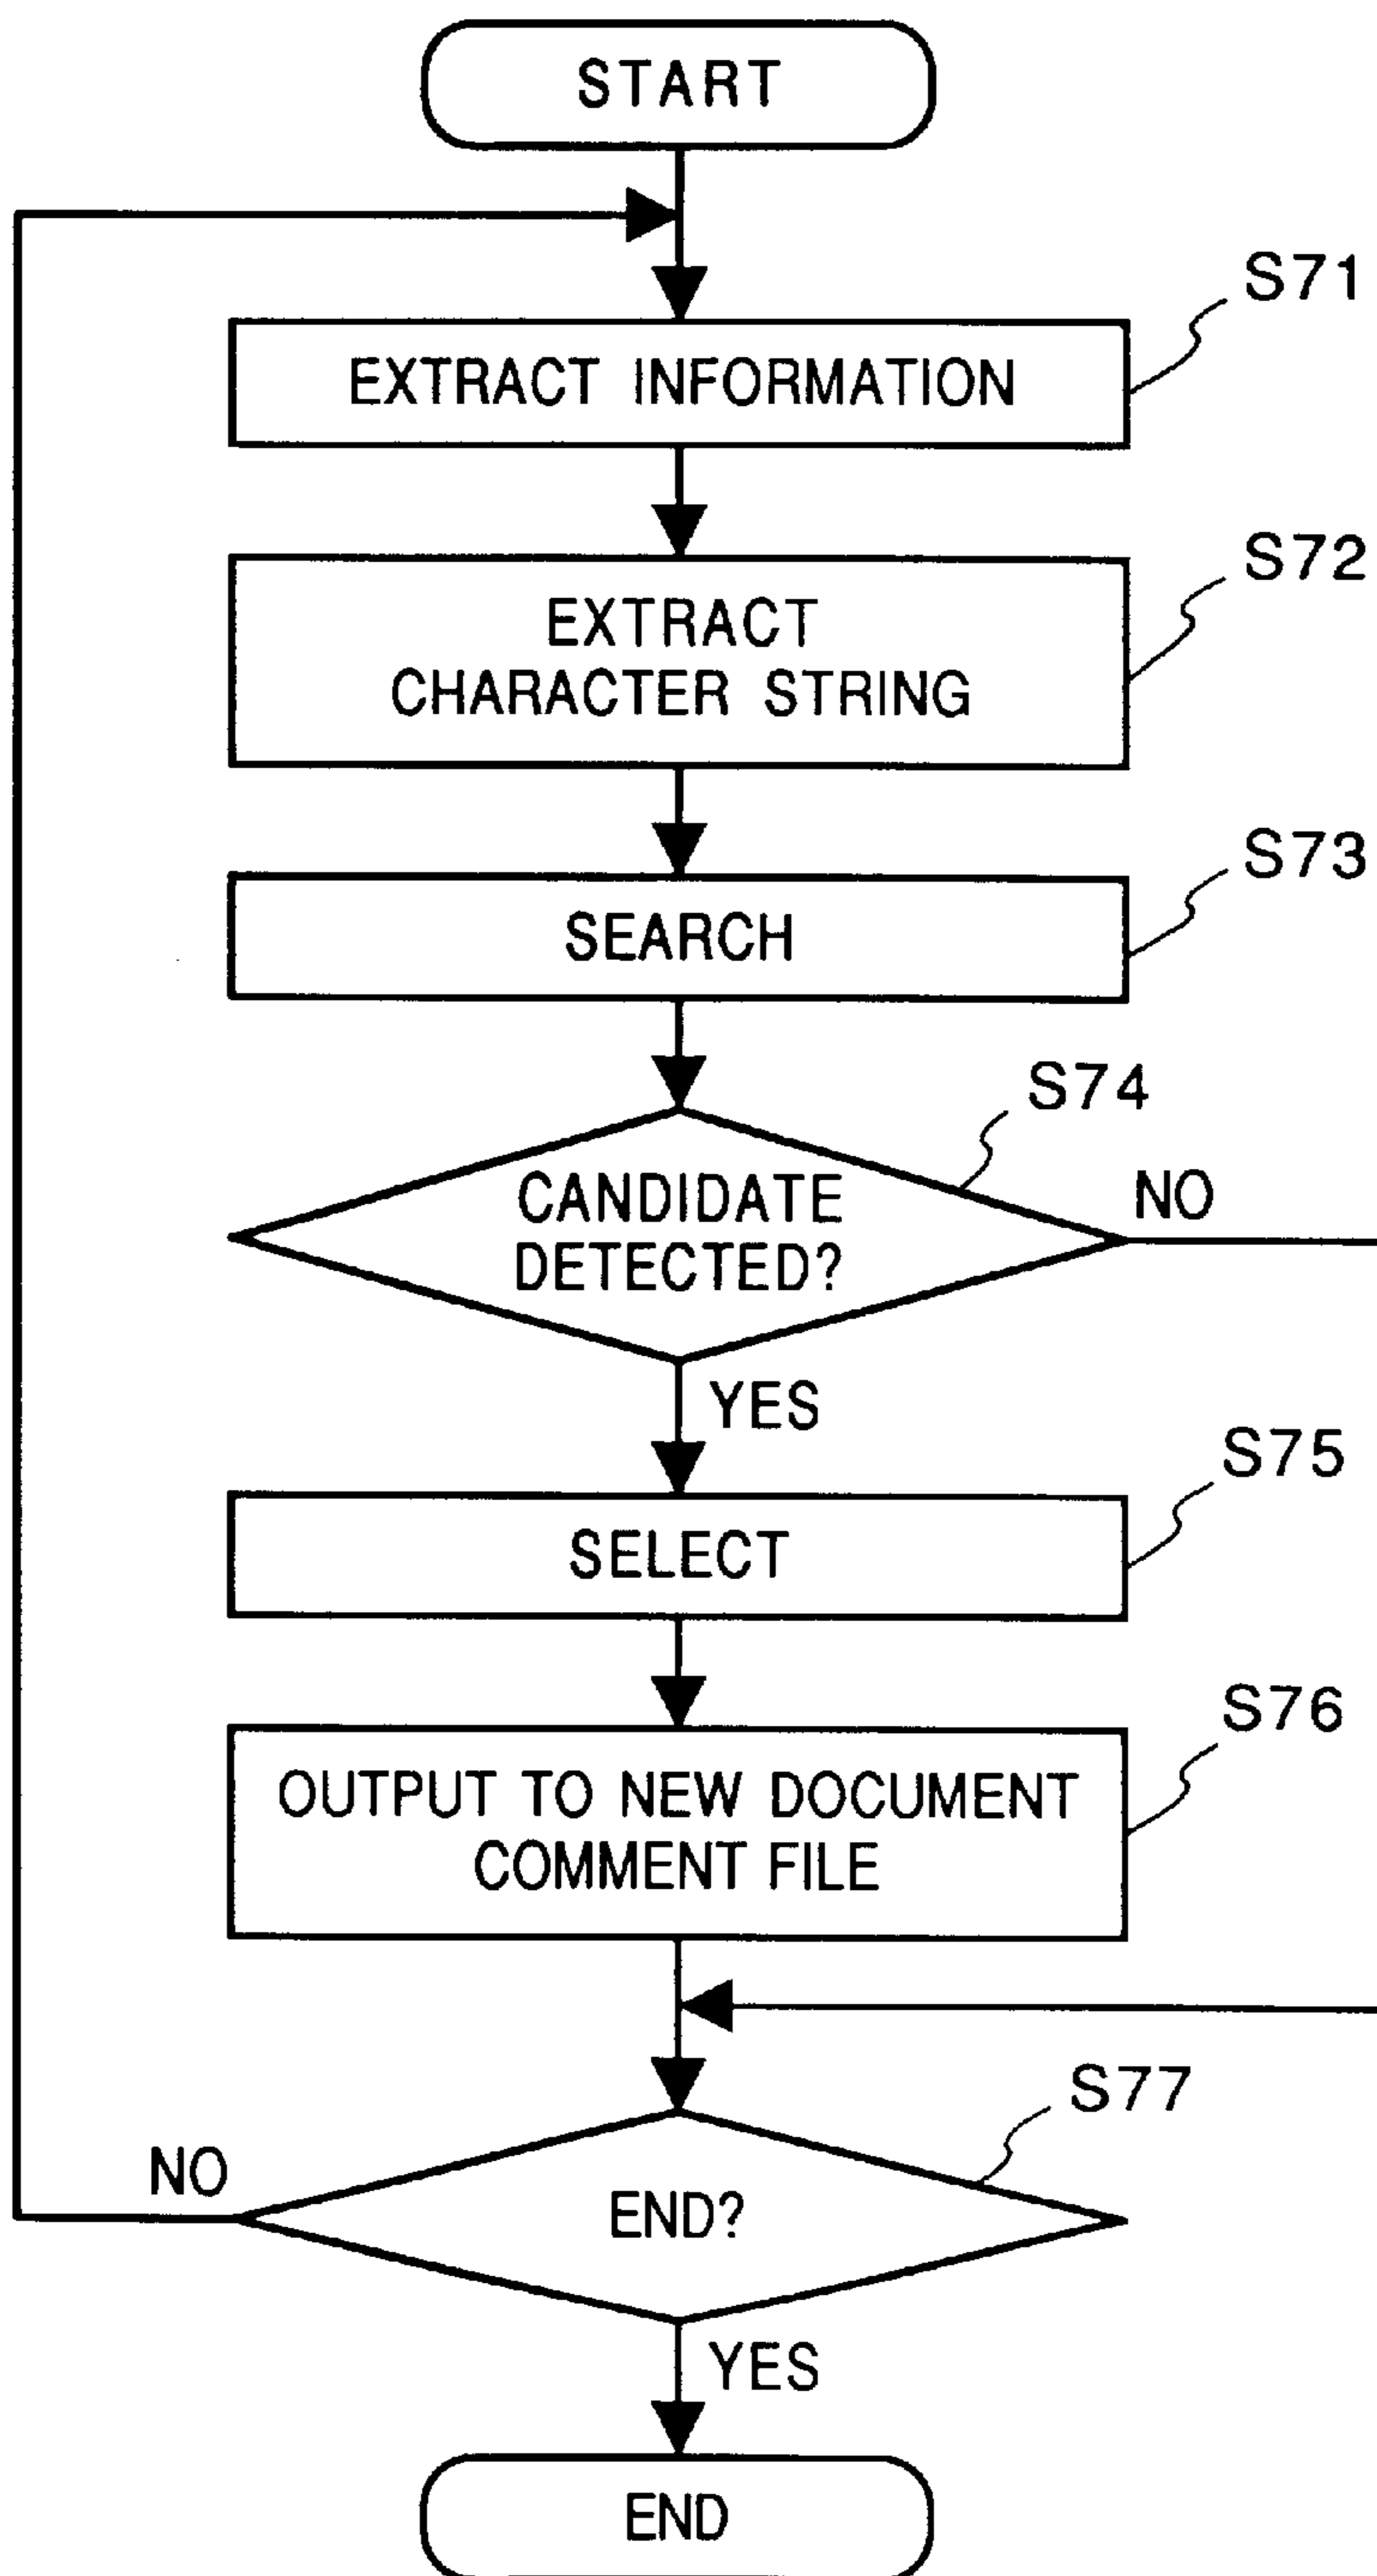 START
S71
EXTRACT INFORMATION
S72
EXTRACT
CHARACTER STRING
S73
SEARCH
S74
CANDIDATE
DETECTED?
NO
YES
S75
SELECT
S76
OUTPUT TO NEW DOCUMENT
COMMENT FILE
S77
NO
END?
YES
END